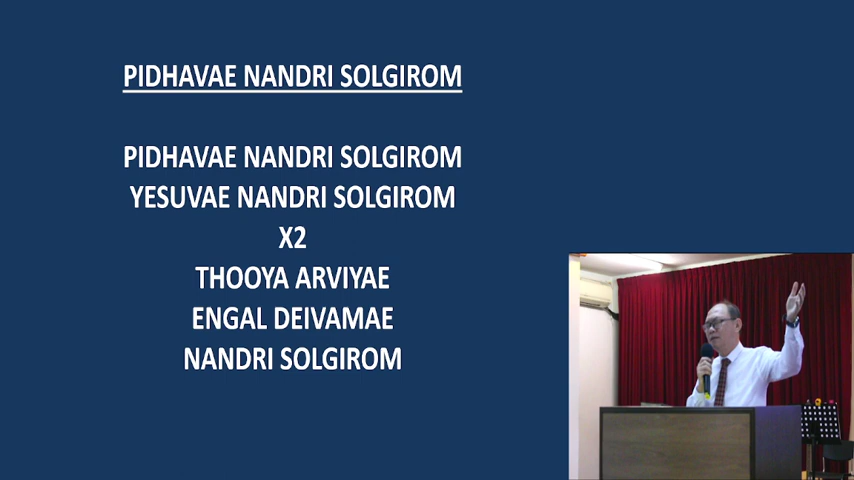 PIDHAVAE NANDRI SOLGIROM
PIDHAVAE NANDRI SOLGIROM
YESUVAE NANDRI SOLGIROM
X2
THOOYA ARVIYAE
ENGAL DEIVAMAE
NANDRI SOLGIROM